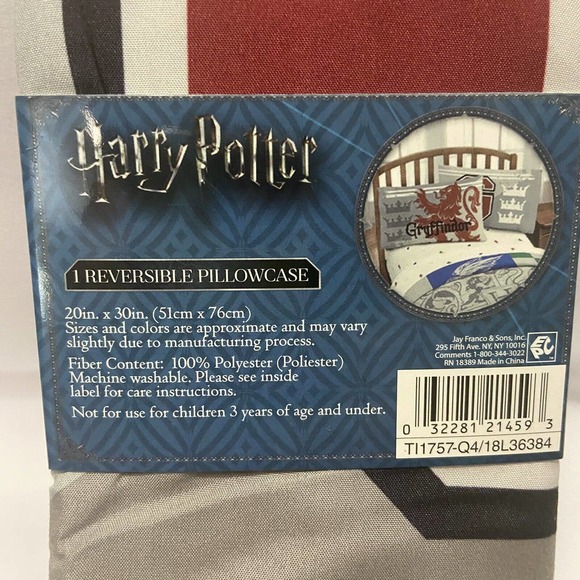 Harry Potter
Gryffindor
1 REVERSIBLE PILLOWCASE
20in. x 30in. (51cm x 76cm)
Sizes and colors are approximate and may vary
slightly due to manufacturing process.
Fiber Content: 100% Polyester (Poliester)
Machine washable. Please see inside
label for care instructions.
Not for use for children 3 years of age and under.
Jay Franco & Sons, Inc.
295 Fifth Ave. NY, NY 10016
Comments 1-800-344-3022
RN 18389 Made in China
0 32281 21459 3
TI1757-Q4/18L36384